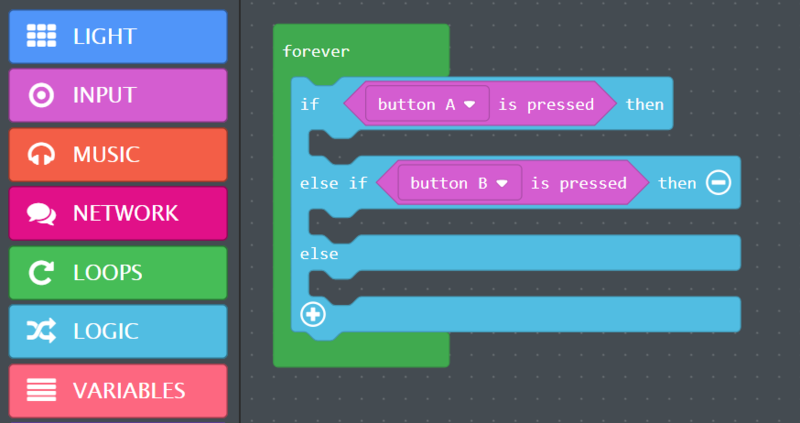 LIGHT
INPUT
MUSIC
NETWORK
LOOPS
LOGIC
VARIABLES
forever
if button A is pressed then
else if button B is pressed then
else